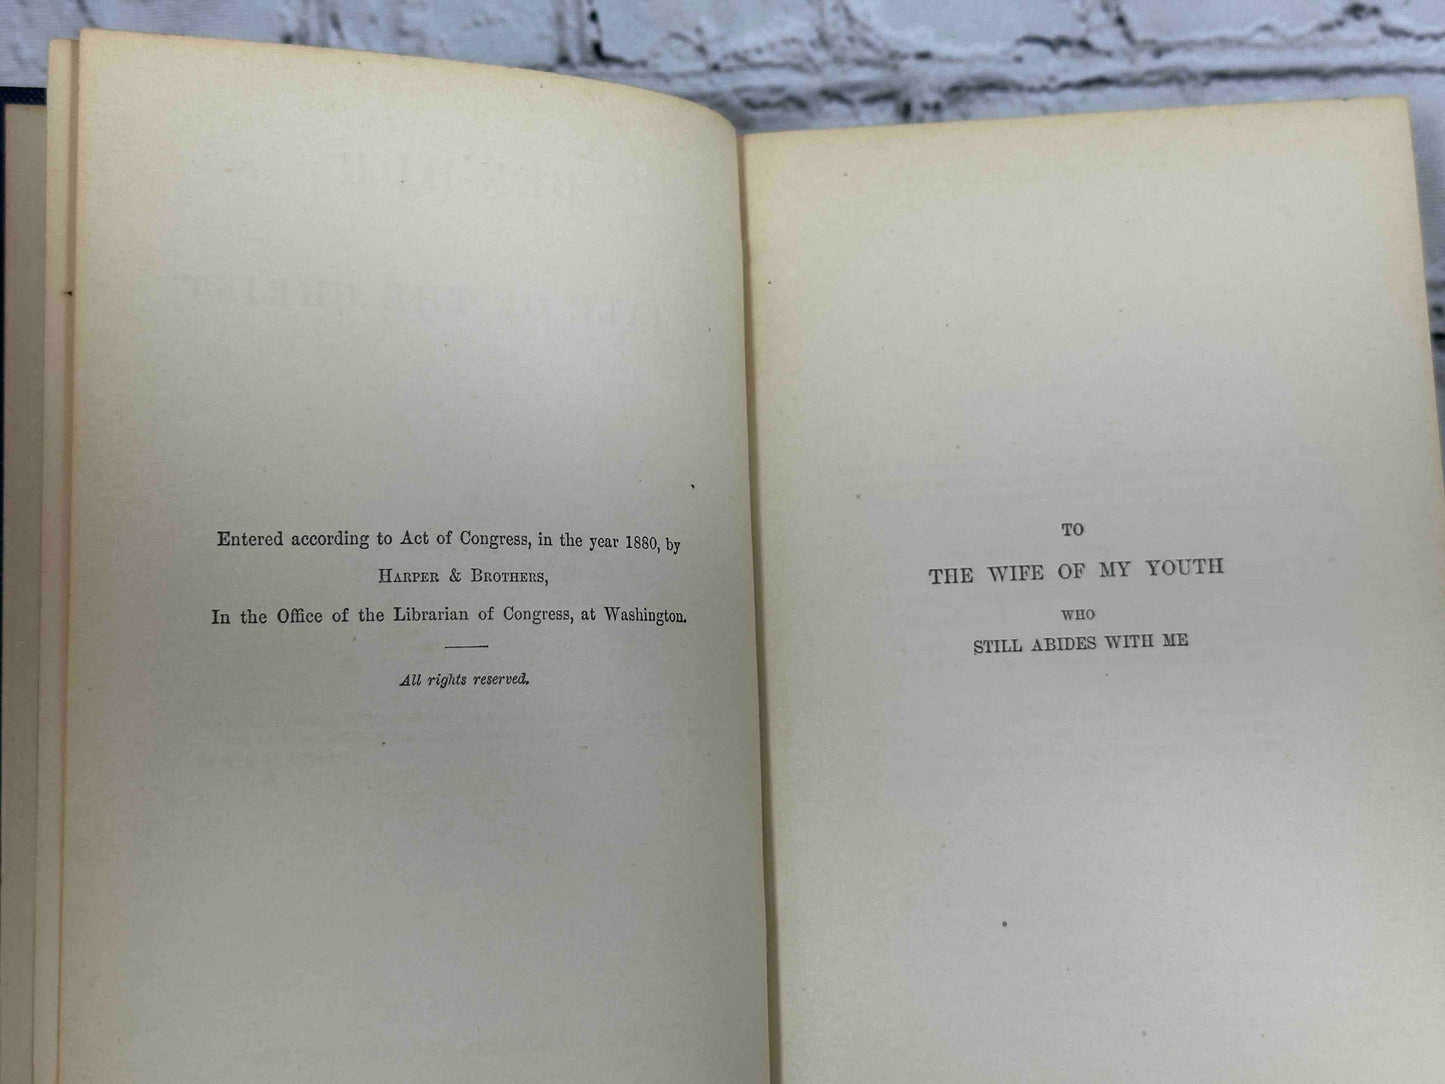 Entered according to Act of Congress, in the year 1880, by
HARPER & BROTHERS,
In the Office of the Librarian of Congress, at Washington.
All rights reserved.
TO
THE WIFE OF MY YOUTH
WHO
STILL ABIDES WITH ME